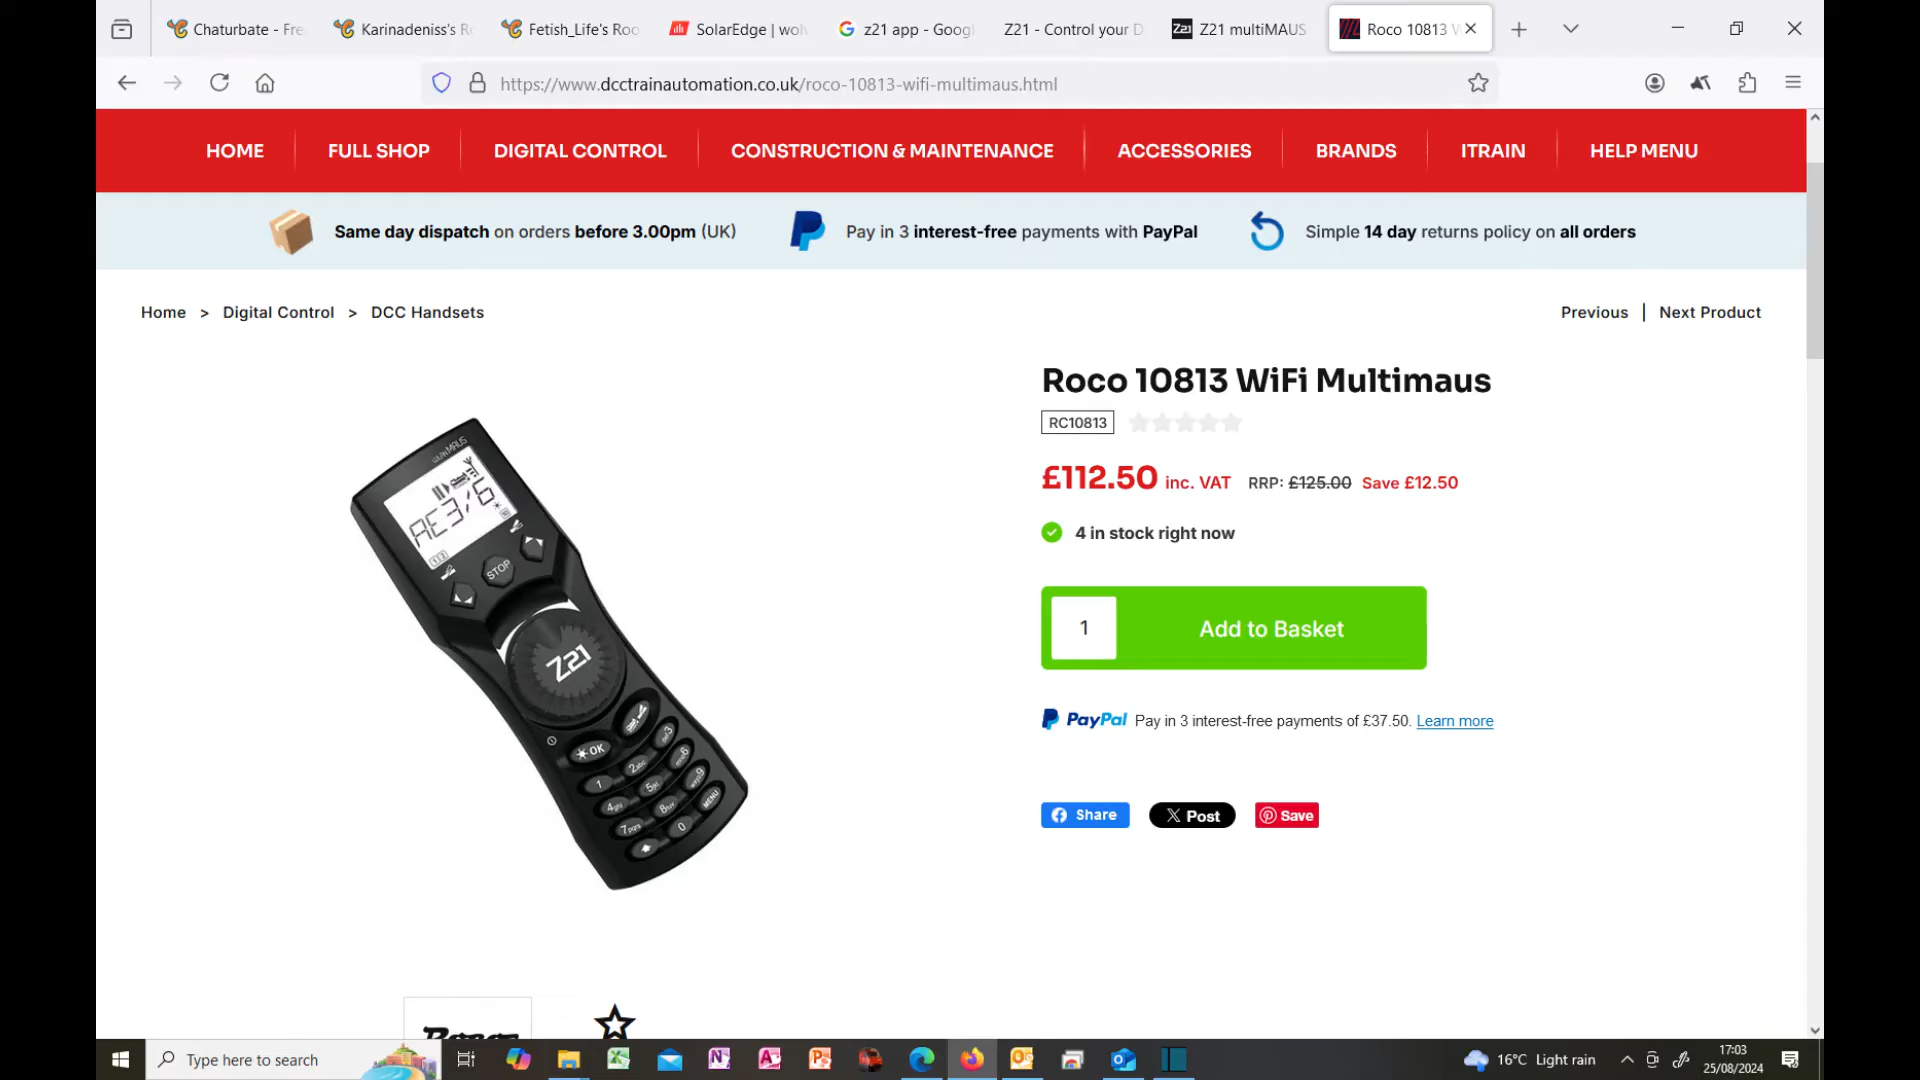 Chaturbate - Fre
Karinadeniss's R
Fetish_Life's Roo
SolarEdge | wol
z21 app - Goog
Z21 - Control your D
Z21 multiMAUS
Roco 10813 W
https://www.dcctrainautomation.co.uk/roco-10813-wifi-multimaus.html
HOME
FULL SHOP
DIGITAL CONTROL
CONSTRUCTION & MAINTENANCE
ACCESSORIES
BRANDS
ITRAIN
HELP MENU
Same day dispatch on orders before 3.00pm (UK)
Pay in 3 interest-free payments with PayPal
Simple 14 day returns policy on all orders
Home > Digital Control > DCC Handsets
Previous | Next Product
Roco 10813 WiFi Multimaus
RC10813
£112.50 inc. VAT RRP: £125.00 Save £12.50
4 in stock right now
1 Add to Basket
PayPal Pay in 3 interest-free payments of £37.50. Learn more
Share
Post
Save
STOP
Z21
OK
MENU
Type here to search
16°C Light rain
17:03
25/08/2024